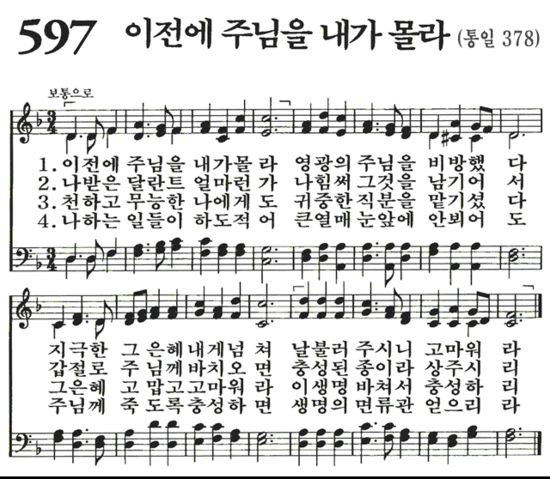 597 이전에 주님을 내가 몰라 (통일 378)
보통으로
1. 이전에 주님을 내가몰 라 영광의 주님을 비방했 다
2. 나받은 달란트 얼마런 가 나힘써 그것을 남기어 서
3. 천하고 무능한 나에게 도 귀중한 직분을 맡기셨 다
4. 나하는 일들이 하도적 어 큰열매 눈앞에 안뵈어 도
지극한 그 은혜 내게넘 쳐 날불러 주시니 고마워 라
갑절로 주 님께 바치오 면 충성된 종이라 상주시 리
그은혜 고 맙고고마워 라 이생명 바쳐서 충성하 리
주님께 죽 도록충성하 면 생명의 면류관 얻으리 라